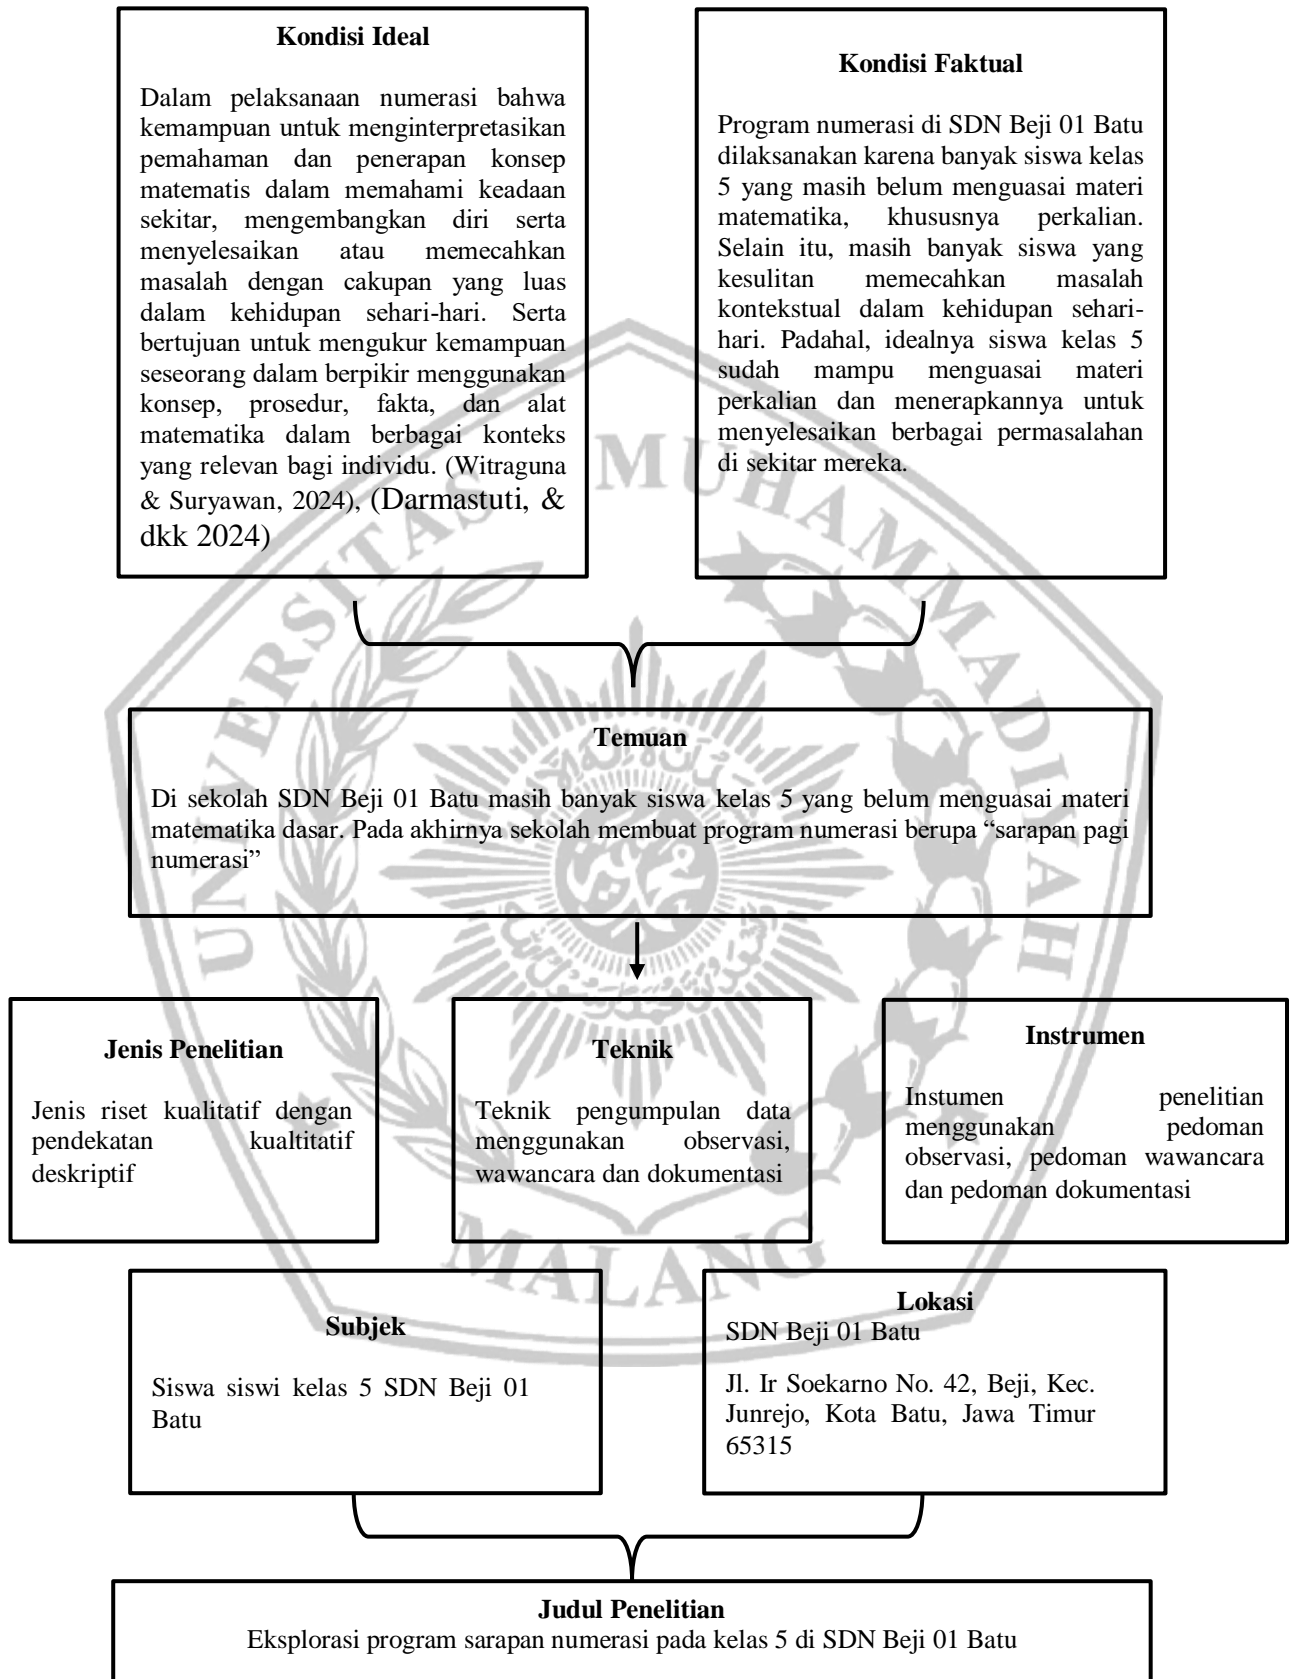 Kondisi Ideal
Dalam pelaksanaan numerasi bahwa
kemampuan untuk menginterpretasikan
pemahaman dan penerapan konsep
matematis dalam memahami keadaan
sekitar, mengembangkan diri serta
menyelesaikan atau memecahkan
masalah dengan cakupan yang luas
dalam kehidupan sehari-hari. Serta
bertujuan untuk mengukur kemampuan
seseorang dalam berpikir menggunakan
konsep, prosedur, fakta, dan alat
matematika dalam berbagai konteks
yang relevan bagi individu. (Witraguna
& Suryawan, 2024), (Darmastuti, &
dkk 2024)
Kondisi Faktual
Program numerasi di SDN Beji 01 Batu
dilaksanakan karena banyak siswa kelas
5 yang masih belum menguasai materi
matematika, khususnya perkalian.
Selain itu, masih banyak siswa yang
kesulitan memecahkan masalah
kontekstual dalam kehidupan sehari-
hari. Padahal, idealnya siswa kelas 5
sudah mampu menguasai materi
perkalian dan menerapkannya untuk
menyelesaikan berbagai permasalahan
di sekitar mereka.
UNIVERSITAS MUHAMMADIYAH
MALANG
Temuan
Di sekolah SDN Beji 01 Batu masih banyak siswa kelas 5 yang belum menguasai materi
matematika dasar. Pada akhirnya sekolah membuat program numerasi berupa “sarapan pagi
numerasi”
Jenis Penelitian
Jenis riset kualitatif dengan
pendekatan kualtitatif
deskriptif
Teknik
Teknik pengumpulan data
menggunakan observasi,
wawancara dan dokumentasi
Instrumen
Instumen penelitian
menggunakan pedoman
observasi, pedoman wawancara
dan pedoman dokumentasi
Subjek
Siswa siswi kelas 5 SDN Beji 01
Batu
Lokasi
SDN Beji 01 Batu
Jl. Ir Soekarno No. 42, Beji, Kec.
Junrejo, Kota Batu, Jawa Timur
65315
Judul Penelitian
Eksplorasi program sarapan numerasi pada kelas 5 di SDN Beji 01 Batu